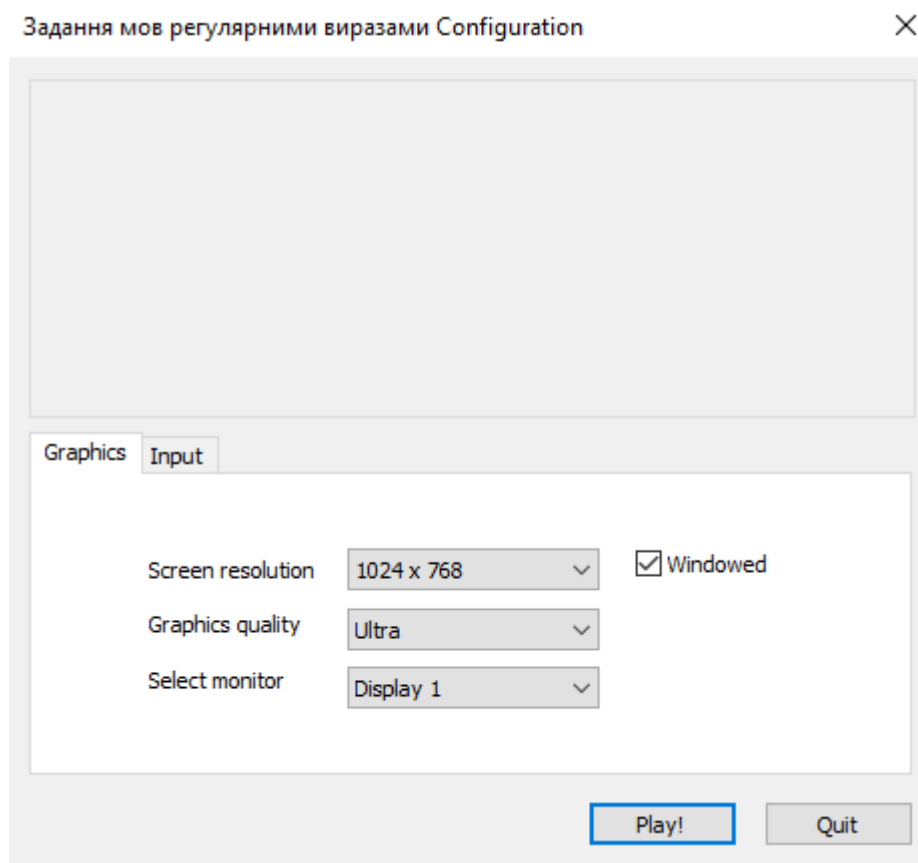 Задання мов регулярними виразами Configuration
Graphics
Input
Screen resolution
1024 x 768
Windowed
Graphics quality
Ultra
Select monitor
Display 1
Play!
Quit